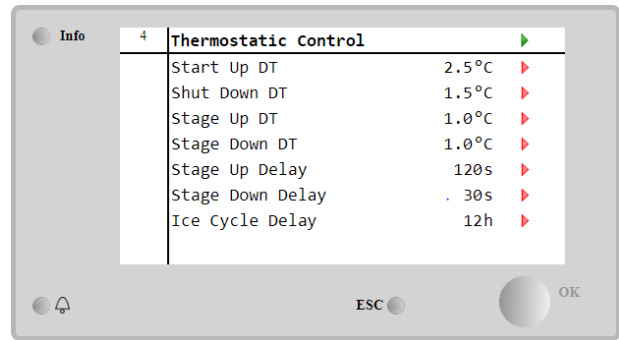 Info
4 Thermostatic Control
Start Up DT 2.5°C
Shut Down DT 1.5°C
Stage Up DT 1.0°C
Stage Down DT 1.0°C
Stage Up Delay 120s
Stage Down Delay . 30s
Ice Cycle Delay 12h
ESC
OK